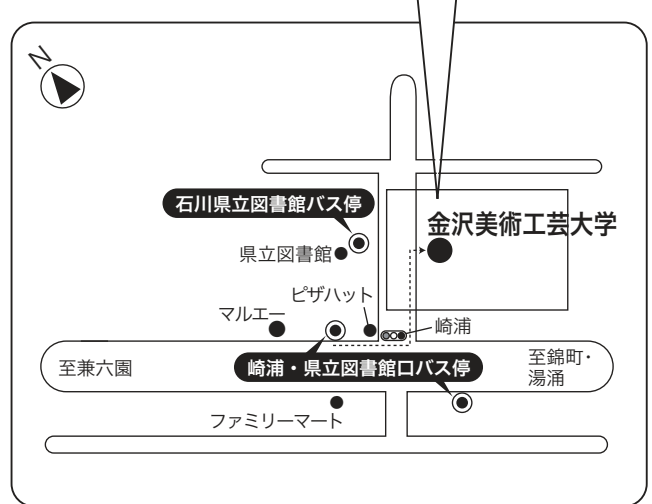 N
石川県立図書館バス停
金沢美術工芸大学
県立図書館
ピザハット
マルエー
崎浦
至兼六園
崎浦・県立図書館口バス停
至錦町・
湯涌
ファミリーマート